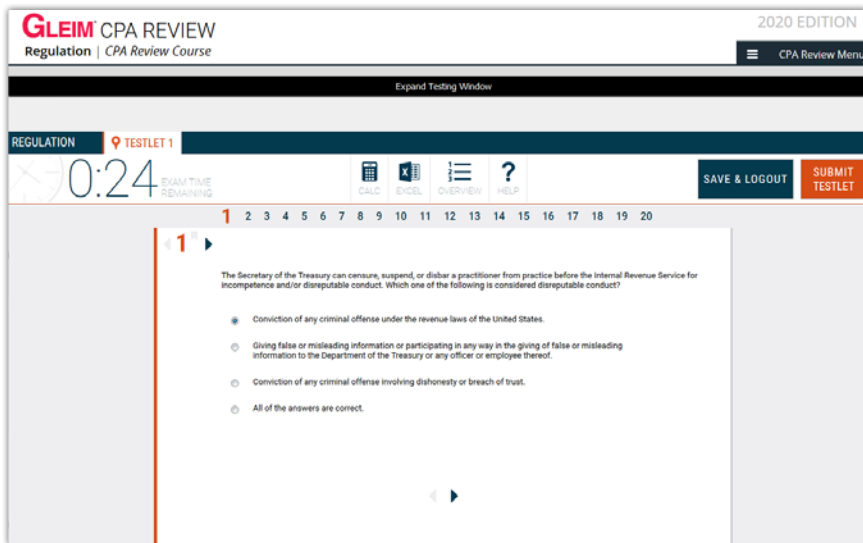 GLEIM CPA REVIEW
Regulation | CPA Review Course
2020 EDITION
CPA Review Menu
Expand Testing Window
REGULATION
TESTLET 1
0:24 EXAM TIME
REMAINING
CALC
EXCEL
OVERVIEW
HELP
SAVE & LOGOUT
SUBMIT
TESTLET
1 2 3 4 5 6 7 8 9 10 11 12 13 14 15 16 17 18 19 20
1
The Secretary of the Treasury can censure, suspend, or disbar a practitioner from practice before the Internal Revenue Service for
incompetence and/or disreputable conduct. Which one of the following is considered disreputable conduct?
Conviction of any criminal offense under the revenue laws of the United States.
Giving false or misleading information or participating in any way in the giving of false or misleading
information to the Department of the Treasury or any officer or employee thereof.
Conviction of any criminal offense involving dishonesty or breach of trust.
All of the answers are correct.